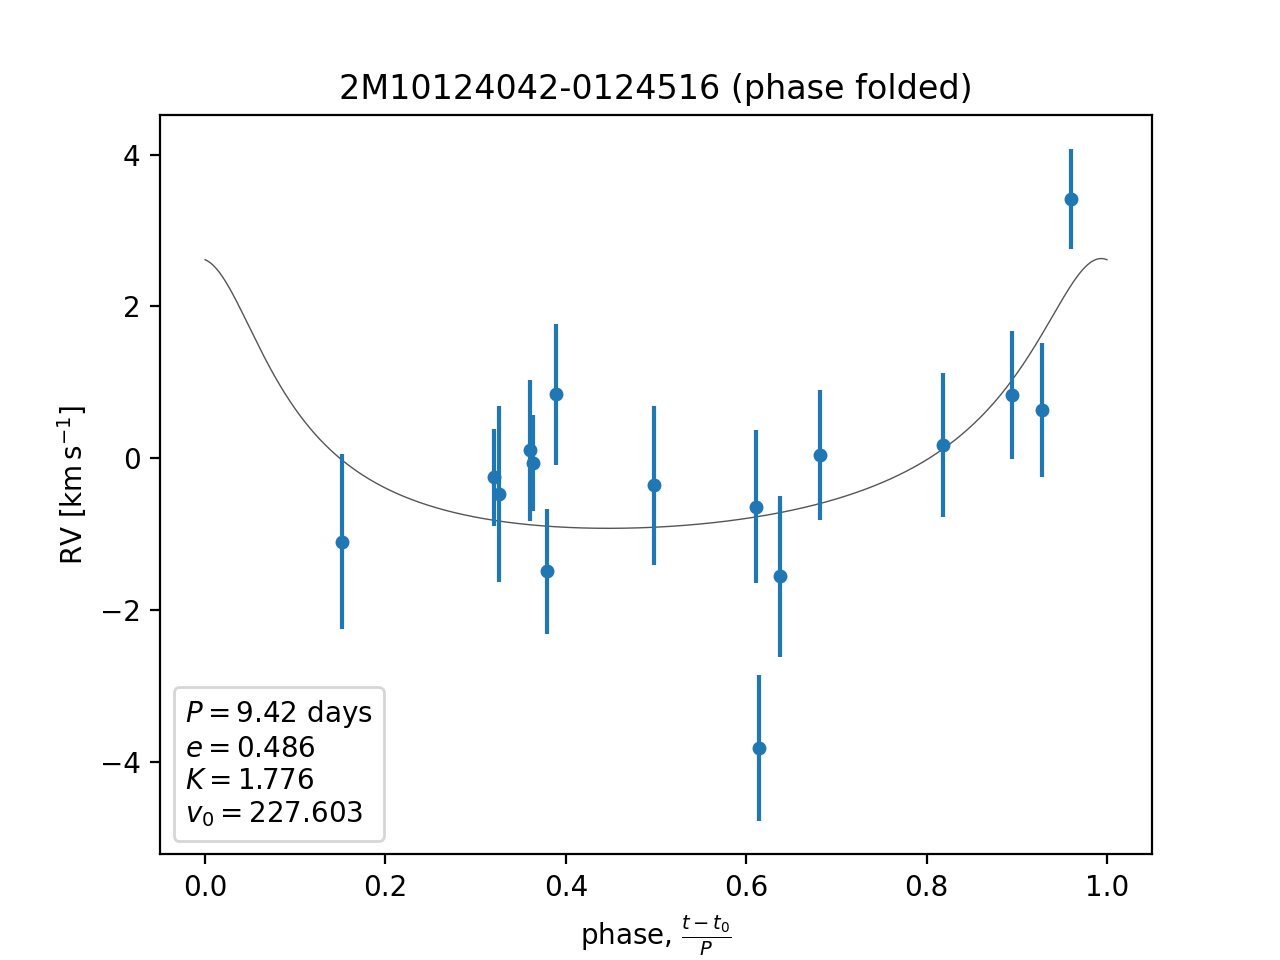 2M10124042-0124516 (phase folded)
4
2
0
−2
−4
RV [km s⁻¹]
P = 9.42 days
e = 0.486
K = 1.776
v₀ = 227.603
0.0 0.2 0.4 0.6 0.8 1.0
phase, (t − t₀)/P